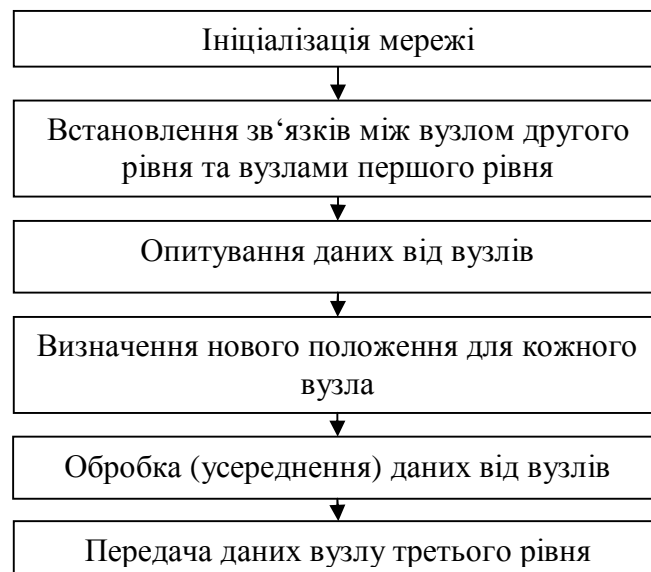 Ініціалізація мережі
Встановлення зв‘язків між вузлом другого
рівня та вузлами першого рівня
Опитування даних від вузлів
Визначення нового положення для кожного
вузла
Обробка (усереднення) даних від вузлів
Передача даних вузлу третього рівня